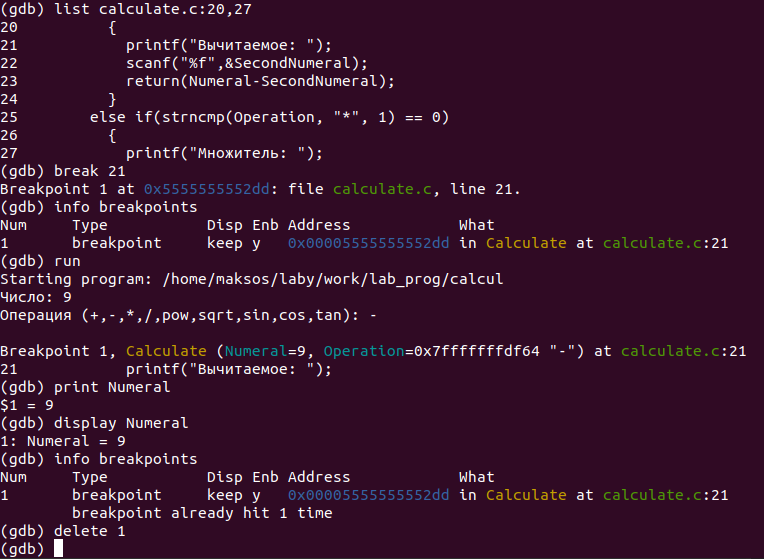 (gdb) list calculate.c:20,27
20          {
21            printf("Вычитаемое: ");
22            scanf("%f",&SecondNumeral);
23            return(Numeral-SecondNumeral);
24          }
25        else if(strncmp(Operation, "*", 1) == 0)
26          {
27            printf("Множитель: ");
(gdb) break 21
Breakpoint 1 at 0x5555555552dd: file calculate.c, line 21.
(gdb) info breakpoints
Num     Type           Disp Enb Address            What
1       breakpoint     keep y   0x00005555555552dd in Calculate at calculate.c:21
(gdb) run
Starting program: /home/maksos/laby/work/lab_prog/calcul
Число: 9
Операция (+,-,*,/,pow,sqrt,sin,cos,tan): -
Breakpoint 1, Calculate (Numeral=9, Operation=0x7fffffffdf64 "-") at calculate.c:21
21            printf("Вычитаемое: ");
(gdb) print Numeral
$1 = 9
(gdb) display Numeral
1: Numeral = 9
(gdb) info breakpoints
Num     Type           Disp Enb Address            What
1       breakpoint     keep y   0x00005555555552dd in Calculate at calculate.c:21
        breakpoint already hit 1 time
(gdb) delete 1
(gdb)